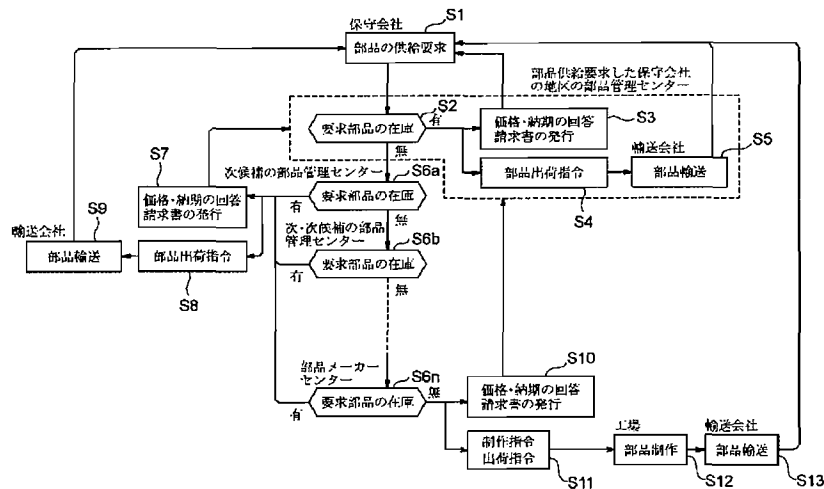 保守会社
S1
部品の供給要求
部品供給要求した保守会社
の地区の部品管理センター
S2
要求部品の在庫
有
無
S3
価格・納期の回答
請求書の発行
輸送会社
S5
部品出荷指令
部品輸送
S4
S7
次候補の部品管理センター
S6a
価格・納期の回答
請求書の発行
有
要求部品の在庫
無
輸送会社
S9
次・次候補の部品
管理センター
S6b
部品輸送
部品出荷指令
有
要求部品の在庫
無
S8
部品メーカー
センター
S6n
有
要求部品の在庫
無
S10
価格・納期の回答
請求書の発行
工場
輸送会社
制作指令
出荷指令
部品制作
部品輸送
S11
S12
S13